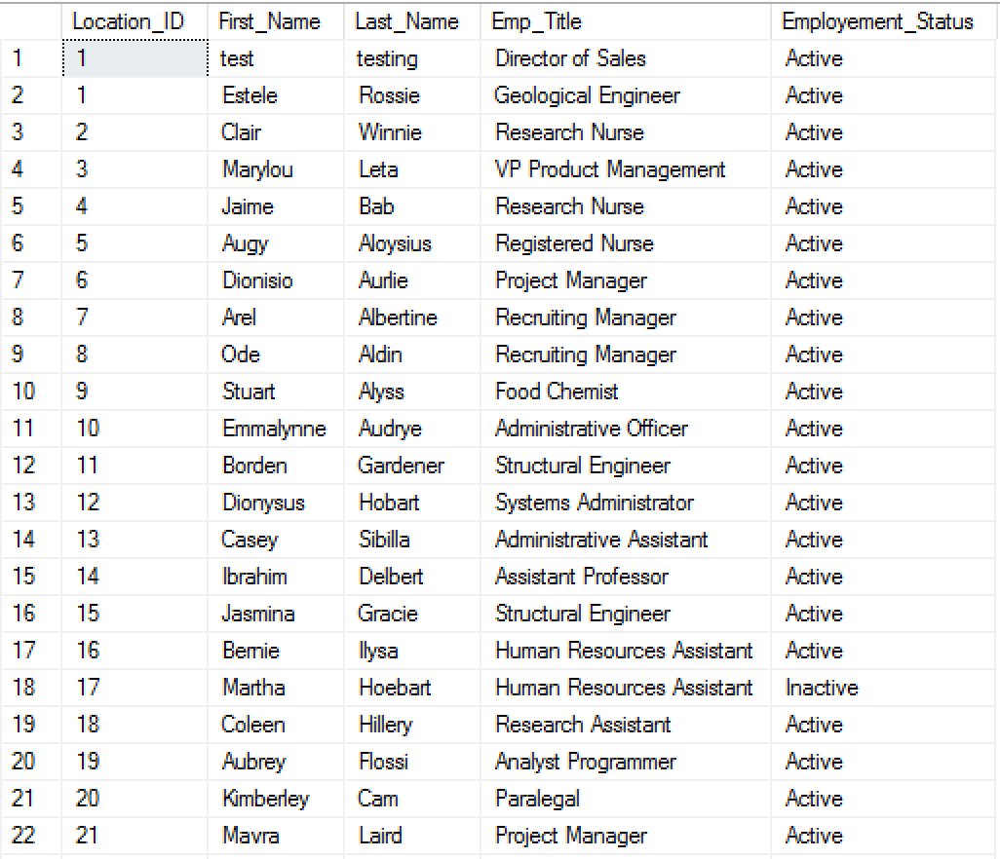 Location_ID First_Name Last_Name Emp_Title Employement_Status
1 1 test testing Director of Sales Active
2 1 Estele Rossie Geological Engineer Active
3 2 Clair Winnie Research Nurse Active
4 3 Marylou Leta VP Product Management Active
5 4 Jaime Bab Research Nurse Active
6 5 Augy Aloysius Registered Nurse Active
7 6 Dionisio Aurlie Project Manager Active
8 7 Arel Albertine Recruiting Manager Active
9 8 Ode Aldin Recruiting Manager Active
10 9 Stuart Alyss Food Chemist Active
11 10 Emmalynne Audrye Administrative Officer Active
12 11 Borden Gardener Structural Engineer Active
13 12 Dionysus Hobart Systems Administrator Active
14 13 Casey Sibilla Administrative Assistant Active
15 14 Ibrahim Delbert Assistant Professor Active
16 15 Jasmina Gracie Structural Engineer Active
17 16 Bernie Ilysa Human Resources Assistant Active
18 17 Martha Hoebart Human Resources Assistant Inactive
19 18 Coleen Hillery Research Assistant Active
20 19 Aubrey Flossi Analyst Programmer Active
21 20 Kimberley Cam Paralegal Active
22 21 Mavra Laird Project Manager Active